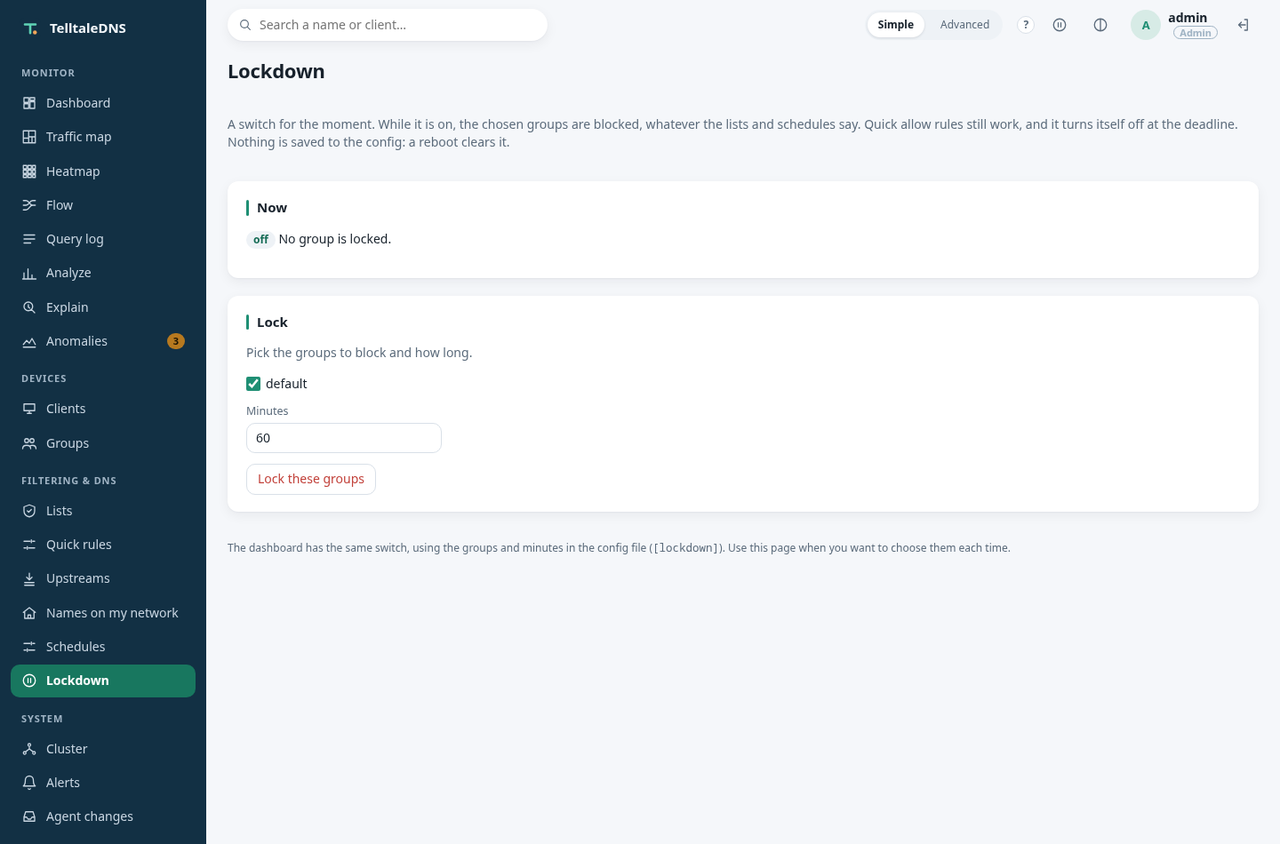 TelltaleDNS
Search a name or client...
Simple
Advanced
?
A
admin
Admin
MONITOR
Dashboard
Traffic map
Heatmap
Flow
Query log
Analyze
Explain
Anomalies
3
DEVICES
Clients
Groups
FILTERING & DNS
Lists
Quick rules
Upstreams
Names on my network
Schedules
Lockdown
SYSTEM
Cluster
Alerts
Agent changes
Lockdown
A switch for the moment. While it is on, the chosen groups are blocked, whatever the lists and schedules say. Quick allow rules still work, and it turns itself off at the deadline.
Nothing is saved to the config: a reboot clears it.
Now
off No group is locked.
Lock
Pick the groups to block and how long.
default
Minutes
60
Lock these groups
The dashboard has the same switch, using the groups and minutes in the config file ([lockdown]). Use this page when you want to choose them each time.